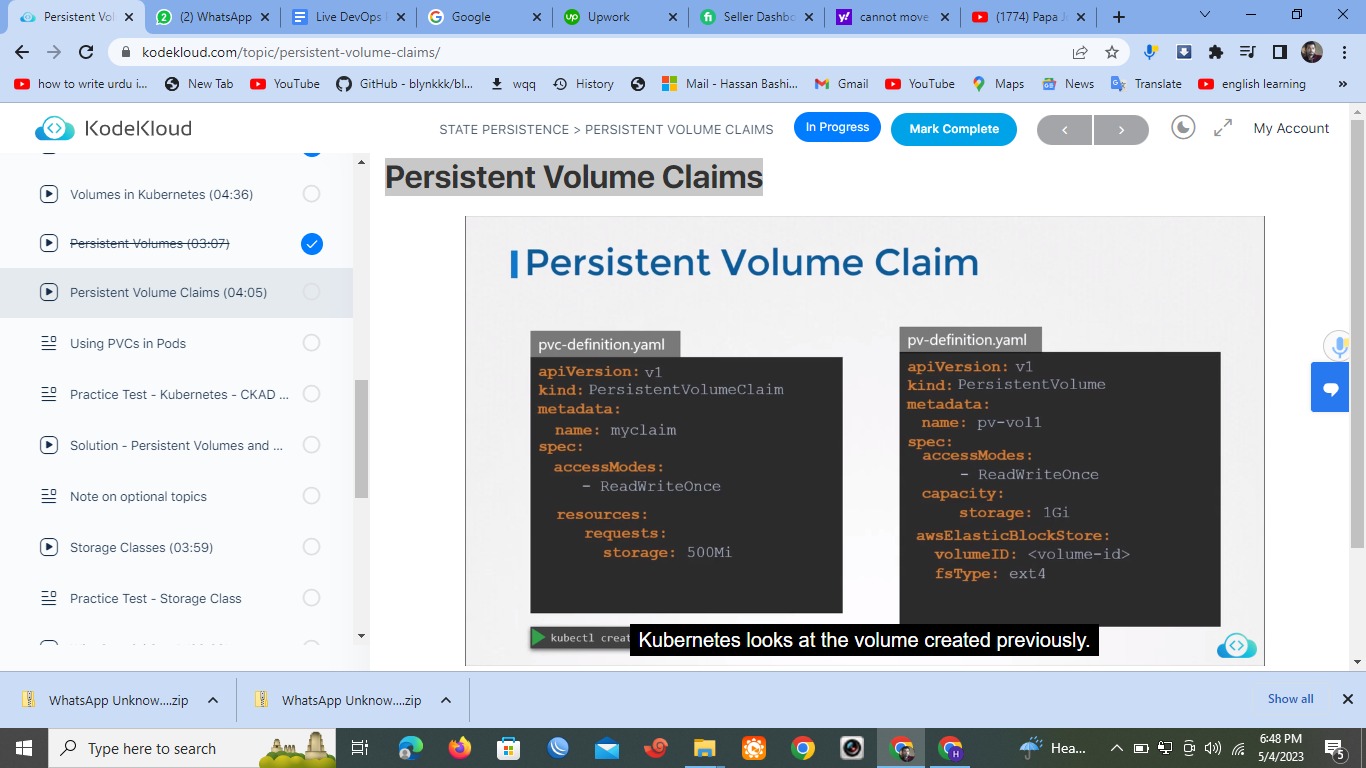 Persistent Vol
(2) WhatsApp
Live DevOps
Google
Upwork
Seller Dashbo
cannot move
(1774) Papa J
kodekloud.com/topic/persistent-volume-claims/
how to write urdu i...
New Tab
YouTube
GitHub - blynkkk/bl...
wqq
History
Mail - Hassan Bashi...
Gmail
YouTube
Maps
News
Translate
english learning
»
KodeKloud
STATE PERSISTENCE > PERSISTENT VOLUME CLAIMS
In Progress
Mark Complete
My Account
Volumes in Kubernetes (04:36)
Persistent Volumes (03:07)
Persistent Volume Claims (04:05)
Using PVCs in Pods
Practice Test - Kubernetes - CKAD ...
Solution - Persistent Volumes and ...
Note on optional topics
Storage Classes (03:59)
Practice Test - Storage Class
Persistent Volume Claims
Persistent Volume Claim
pvc-definition.yaml
apiVersion: v1
kind: PersistentVolumeClaim
metadata:
name: myclaim
spec:
accessModes:
- ReadWriteOnce
resources:
requests:
storage: 500Mi
pv-definition.yaml
apiVersion: v1
kind: PersistentVolume
metadata:
name: pv-vol1
spec:
accessModes:
- ReadWriteOnce
capacity:
storage: 1Gi
awsElasticBlockStore:
volumeID: <volume-id>
fsType: ext4
kubectl creat
Kubernetes looks at the volume created previously.
WhatsApp Unknow....zip
WhatsApp Unknow....zip
Show all
Type here to search
Hea...
6:48 PM
5/4/2023
5